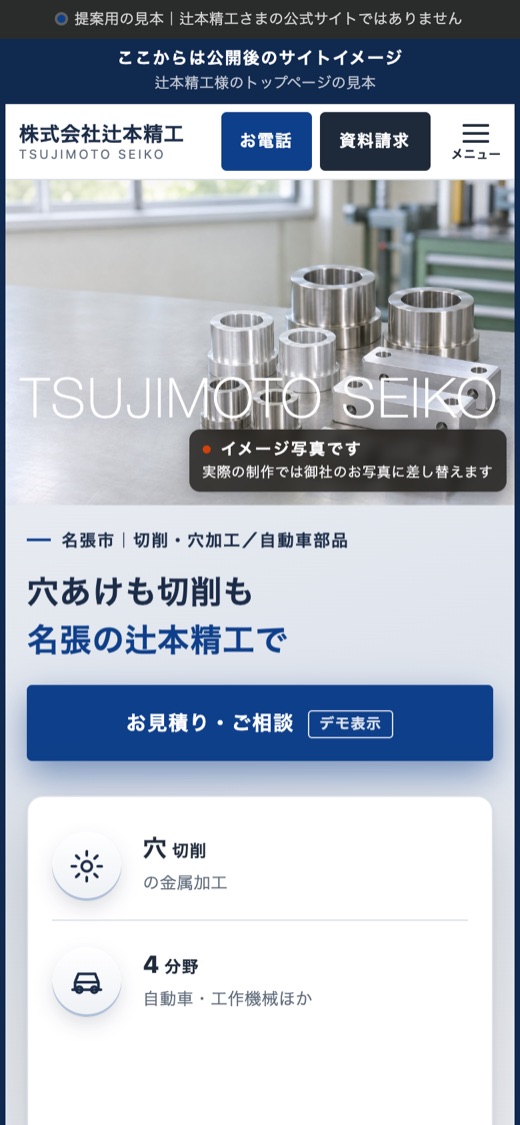 提案用の見本｜辻本精工さまの公式サイトではありません
ここからは公開後のサイトイメージ
辻本精工様のトップページの見本
株式会社辻本精工
TSUJIMOTO SEIKO
お電話
資料請求
メニュー
TSUJIMOTO SEIKO
イメージ写真です
実際の制作では御社のお写真に差し替えます
名張市｜切削・穴加工／自動車部品
穴あけも切削も
名張の辻本精工で
お見積り・ご相談 デモ表示
穴 切削
の金属加工
4 分野
自動車・工作機械ほか